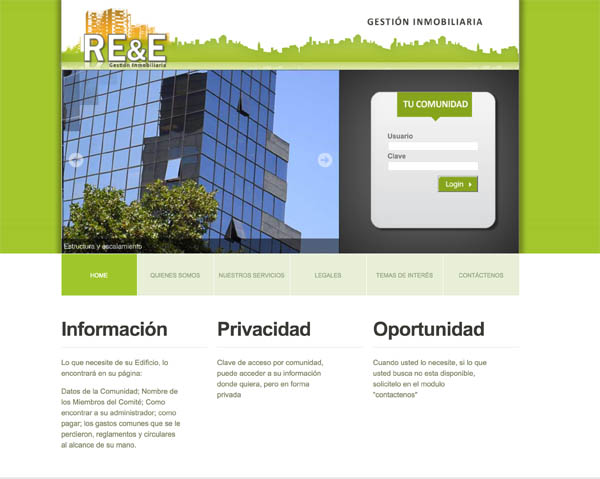 GESTIÓN INMOBILIARIA
RE&E
Gestión Inmobiliaria
TU COMUNIDAD
Usuario
Clave
Login
Estructura y escalamiento
HOME
QUIENES SOMOS
NUESTROS SERVICIOS
LEGALES
TEMAS DE INTERÉS
CONTÁCTENOS
Información
Lo que necesite de su Edificio, lo
encontrará en su página:
Datos de la Comunidad; Nombre de
los Miembros del Comité; Como
encontrar a su administrador; como
pagar; los gastos comunes que se le
perdieron, reglamentos y circulares
al alcance de su mano.
Privacidad
Clave de acceso por comunidad,
puede acceder a su información
donde quiera, pero en forma
privada
Oportunidad
Cuando usted lo necesite, si lo que
usted busca no esta disponible,
solicitelo en el modulo
"contactenos"